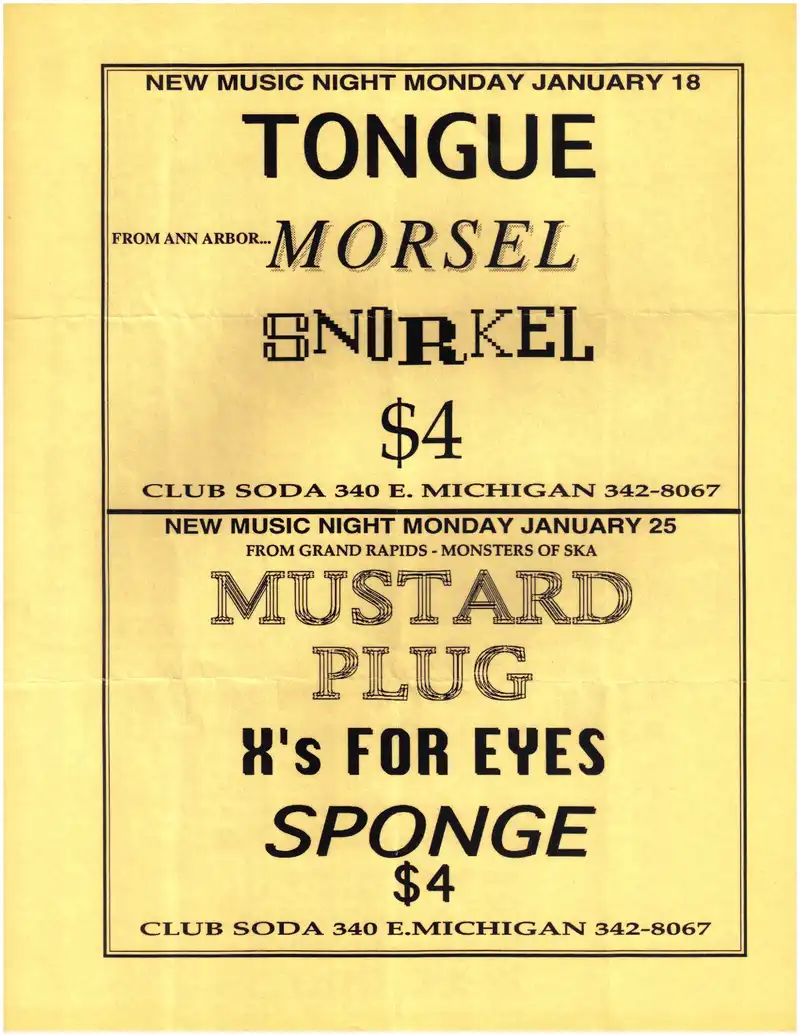 NEW MUSIC NIGHT MONDAY JANUARY 18
TONGUE
FROM ANN ARBOR... MORSEL
SNORKEL
$4
CLUB SODA 340 E. MICHIGAN 342-8067
NEW MUSIC NIGHT MONDAY JANUARY 25
FROM GRAND RAPIDS - MONSTERS OF SKA
MUSTARD
PLUG
X's FOR EYES
SPONGE
$4
CLUB SODA 340 E.MICHIGAN 342-8067